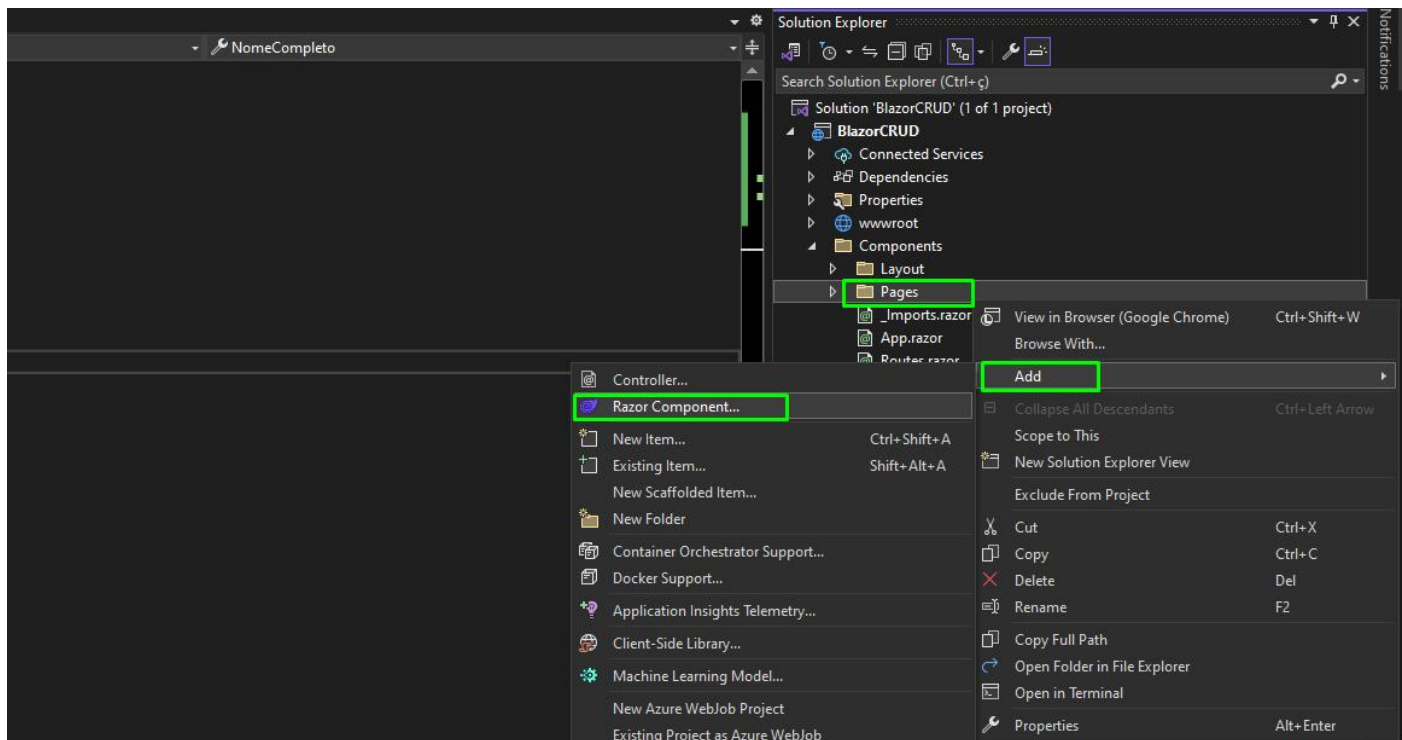 NomeCompleto
Solution Explorer
Notifications
Search Solution Explorer (Ctrl+ç)
Solution 'BlazorCRUD' (1 of 1 project)
BlazorCRUD
Connected Services
Dependencies
Properties
wwwroot
Components
Layout
Pages
_Imports.razor
App.razor
Routes.razor
View in Browser (Google Chrome) Ctrl+Shift+W
Browse With...
Add
Collapse All Descendants Ctrl+Left Arrow
Scope to This
New Solution Explorer View
Exclude From Project
Cut Ctrl+X
Copy Ctrl+C
Delete Del
Rename F2
Copy Full Path
Open Folder in File Explorer
Open in Terminal
Properties Alt+Enter
Controller...
Razor Component...
New Item... Ctrl+Shift+A
Existing Item... Shift+Alt+A
New Scaffolded Item...
New Folder
Container Orchestrator Support...
Docker Support...
Application Insights Telemetry...
Client-Side Library...
Machine Learning Model...
New Azure WebJob Project
Existing Project as Azure WebJob